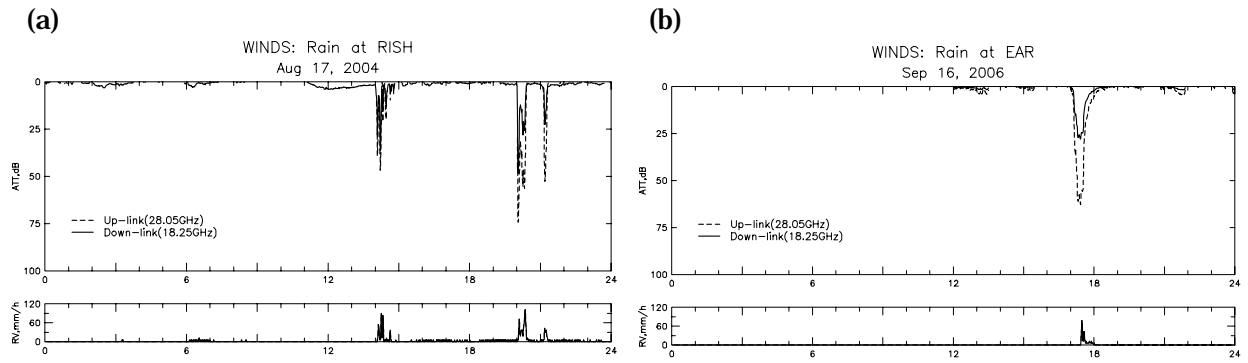 (a)
WINDS: Rain at RISH
Aug 17, 2004
0
25
50
75
100
ATT,dB
Up-link(28.05GHz)
Down-link(18.25GHz)
0 6 12 18 24
120
60
0
RV,mm/h
0 6 12 18 24
(b)
WINDS: Rain at EAR
Sep 16, 2006
0
25
50
75
100
ATT,dB
Up-link(28.05GHz)
Down-link(18.25GHz)
0 6 12 18 24
120
60
0
RV,mm/h
0 6 12 18 24